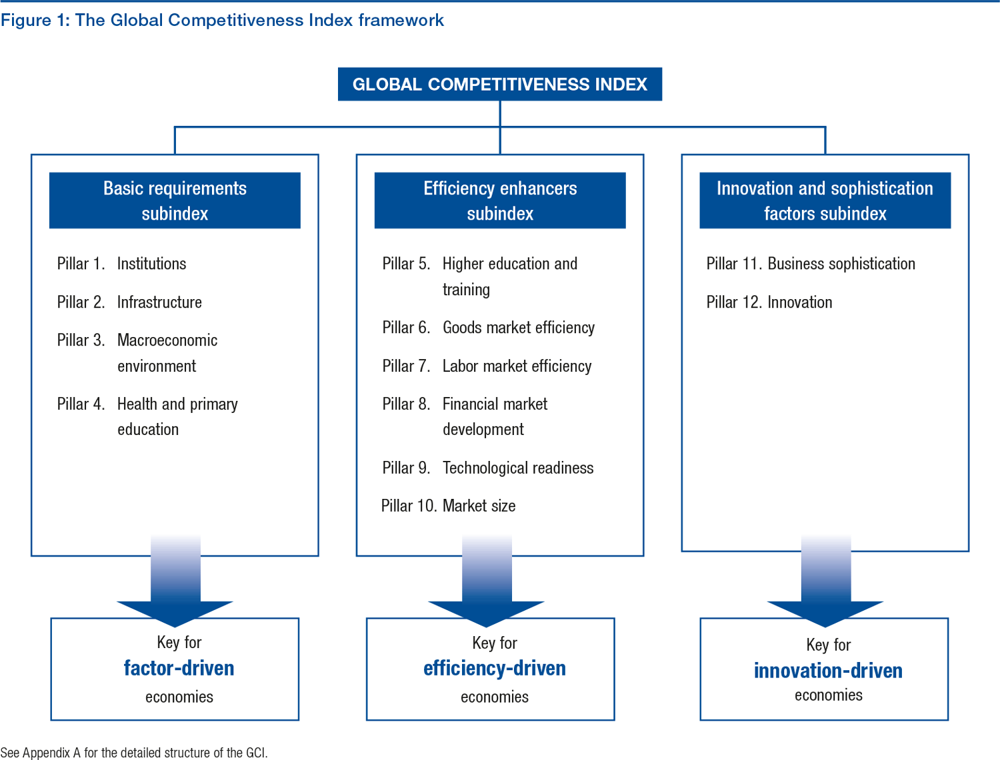 Figure 1: The Global Competitiveness Index framework
GLOBAL COMPETITIVENESS INDEX
Basic requirements
subindex
Pillar 1. Institutions
Pillar 2. Infrastructure
Pillar 3. Macroeconomic
environment
Pillar 4. Health and primary
education
Key for
factor-driven
economies
Efficiency enhancers
subindex
Pillar 5. Higher education and
training
Pillar 6. Goods market efficiency
Pillar 7. Labor market efficiency
Pillar 8. Financial market
development
Pillar 9. Technological readiness
Pillar 10. Market size
Key for
efficiency-driven
economies
Innovation and sophistication
factors subindex
Pillar 11. Business sophistication
Pillar 12. Innovation
Key for
innovation-driven
economies
See Appendix A for the detailed structure of the GCI.